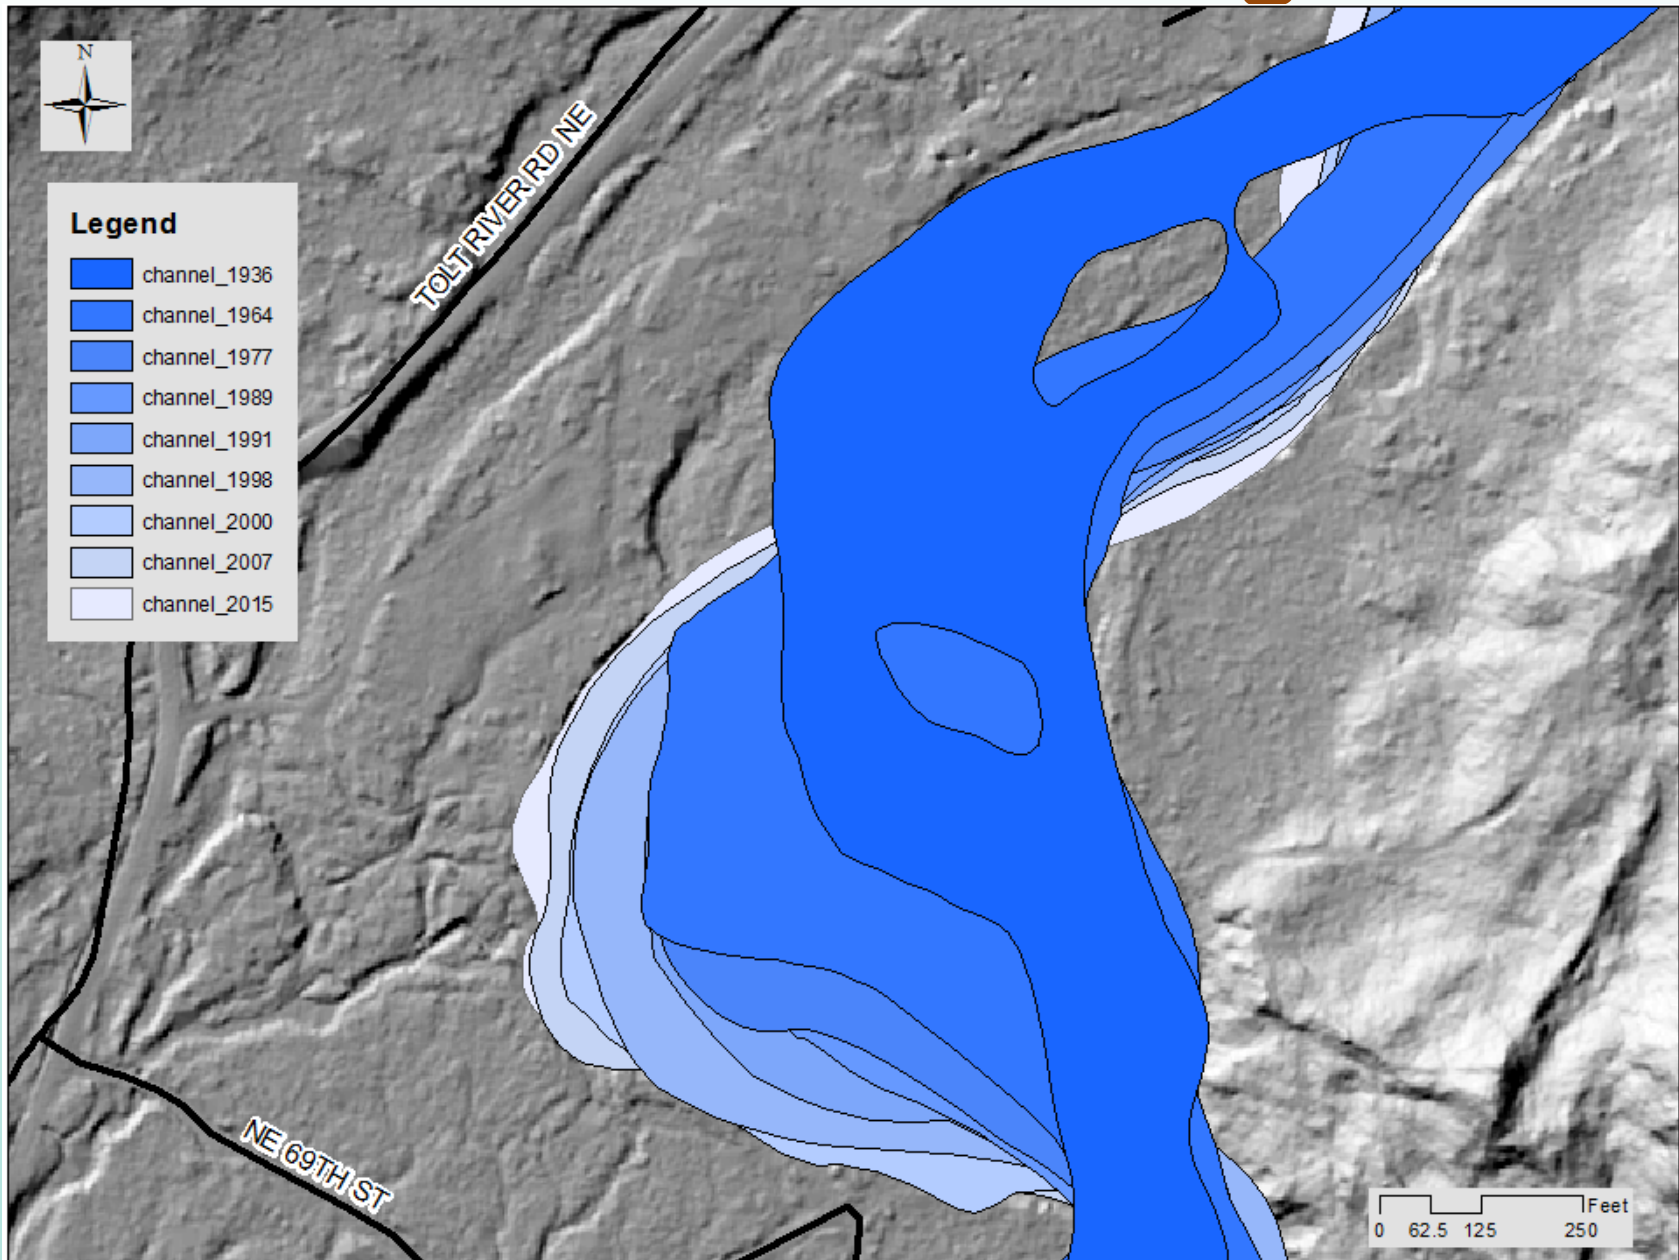 N
TOLT RIVER RD NE
Legend
channel_1936
channel_1964
channel_1977
channel_1989
channel_1991
channel_1998
channel_2000
channel_2007
channel_2015
NE 69TH ST
Feet
0 62.5 125 250